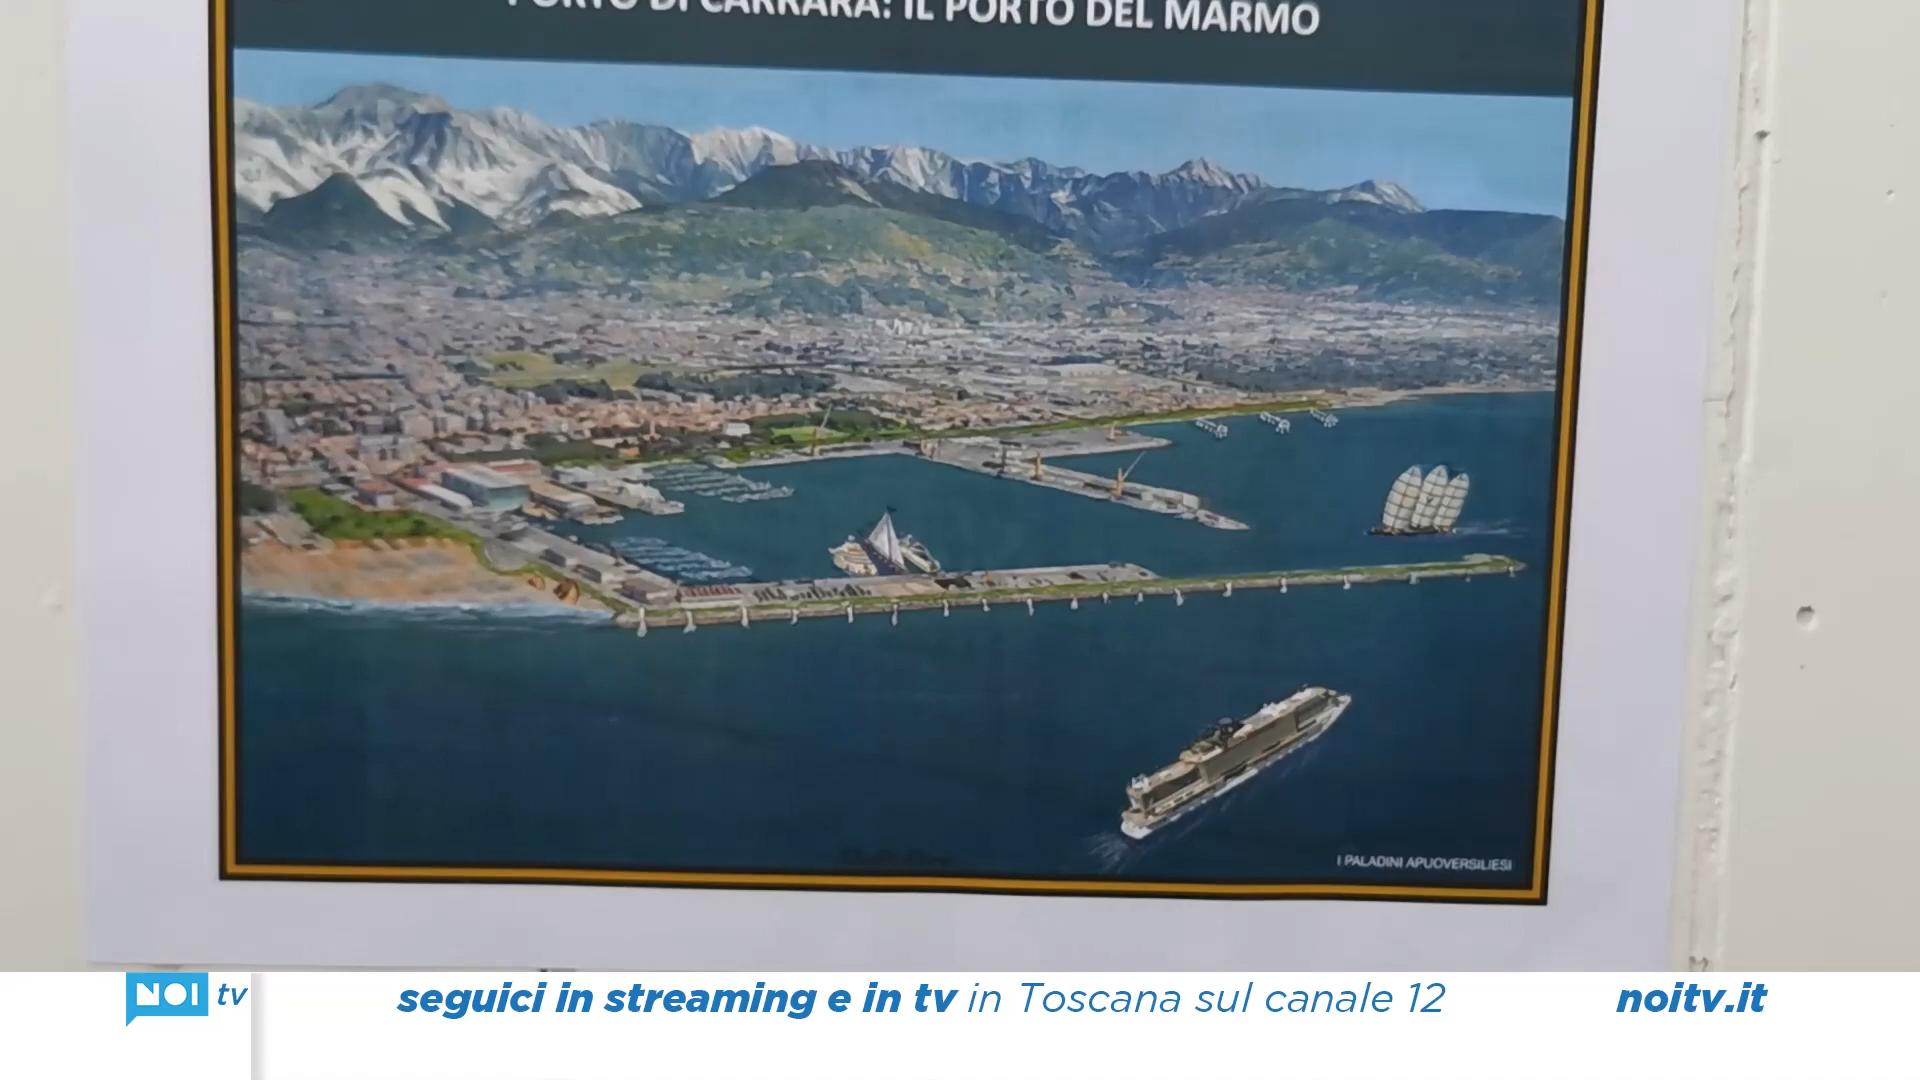 PORTO DI CARRARA: IL PORTO DEL MARMO
I PALADINI APUOVERSILIESI
NOI tv
seguici in streaming e in tv in Toscana sul canale 12
noitv.it